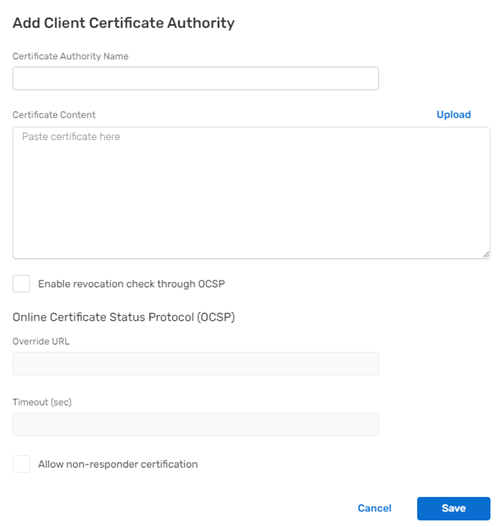 Add Client Certificate Authority
Certificate Authority Name
Certificate Content
Upload
Paste certificate here
Enable revocation check through OCSP
Online Certificate Status Protocol (OCSP)
Override URL
Timeout (sec)
Allow non-responder certification
Cancel
Save